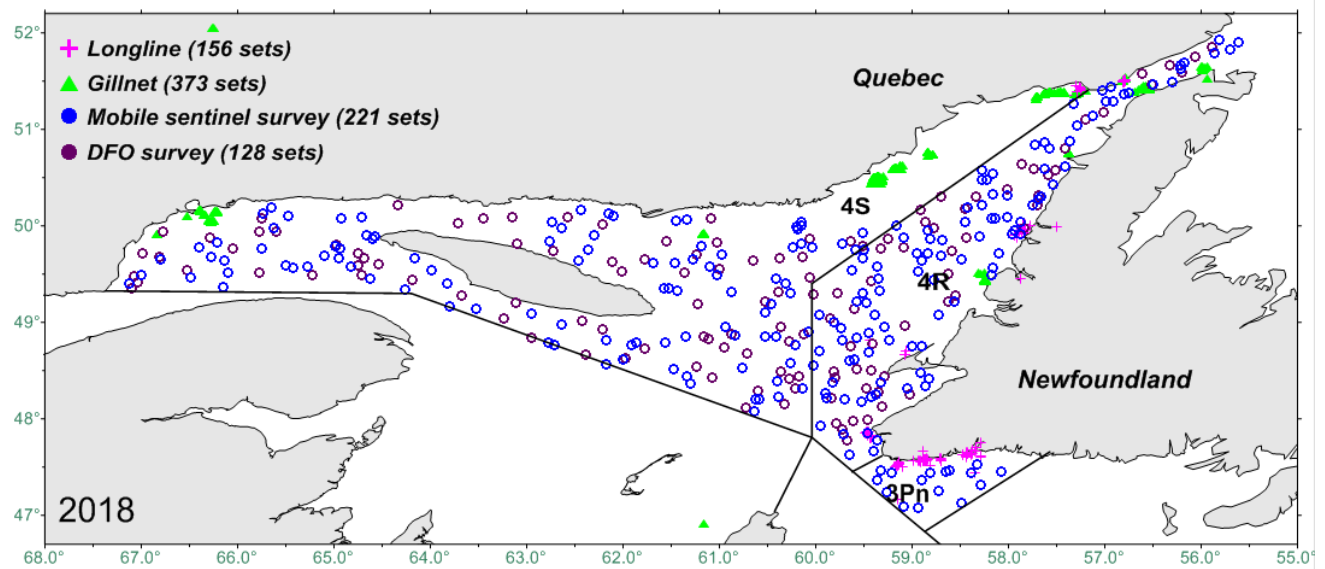 52°
51°
50°
49°
48°
47°
Longline (156 sets)
Gillnet (373 sets)
Mobile sentinel survey (221 sets)
DFO survey (128 sets)
Quebec
4S
4R
Newfoundland
3Pn
2018
68.0 67.0 66.0 65.0 64.0 63.0 62.0 61.0 60.0 59.0 58.0 57.0 56.0 55.0°